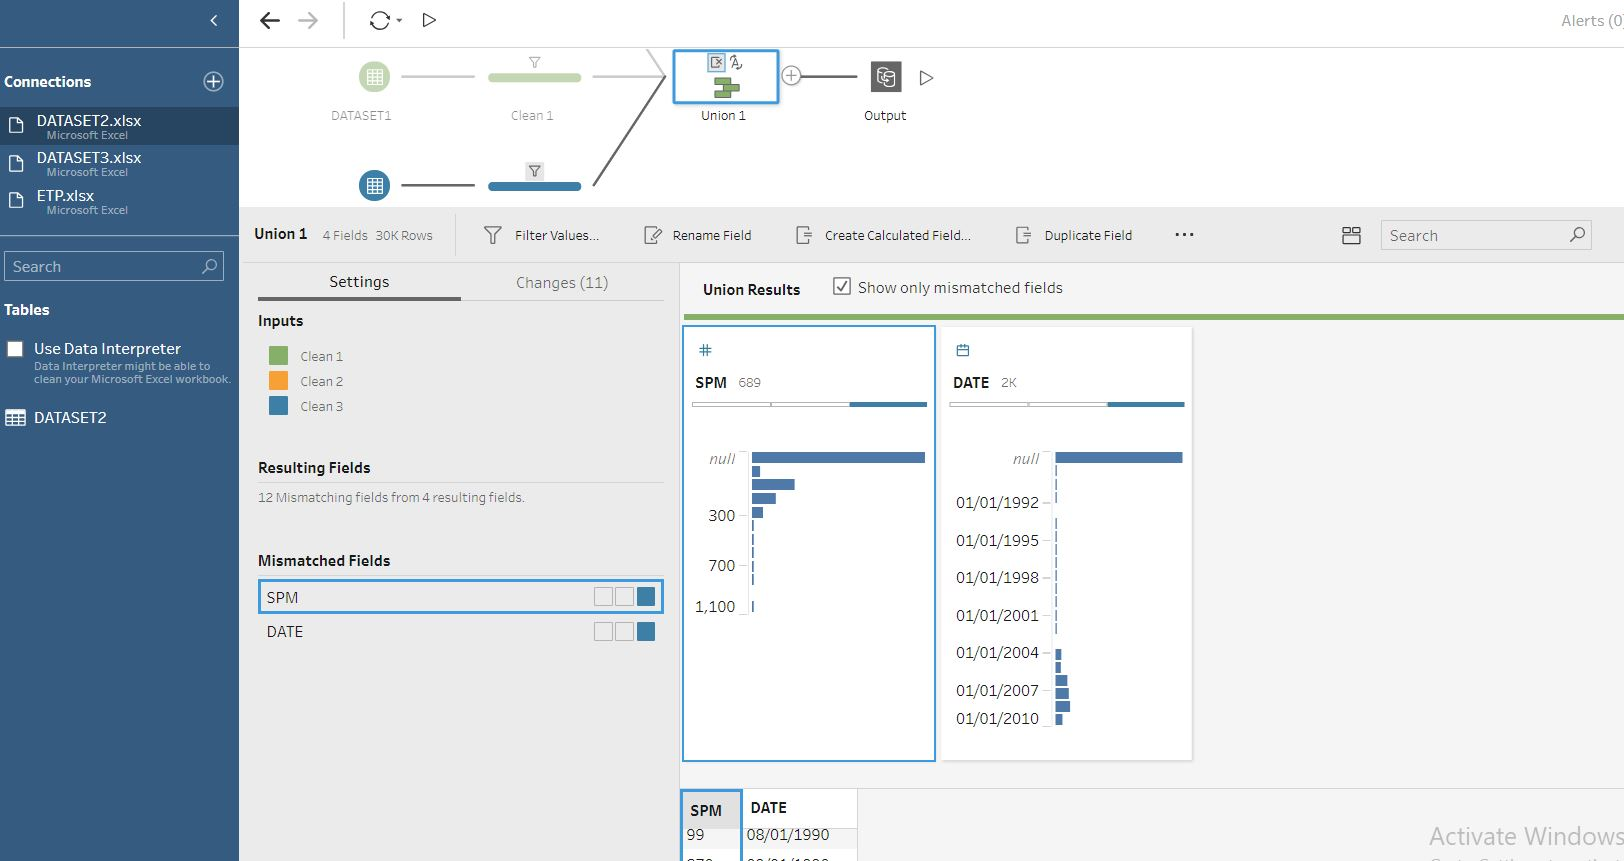 Alerts (0
Connections
DATASET2.xlsx
Microsoft Excel
DATASET3.xlsx
Microsoft Excel
ETP.xlsx
Microsoft Excel
Search
Tables
Use Data Interpreter
Data Interpreter might be able to
clean your Microsoft Excel workbook.
DATASET2
DATASET1
Clean 1
Union 1
Output
Union 1 4 Fields 30K Rows
Filter Values...
Rename Field
Create Calculated Field...
Duplicate Field
Search
Settings
Changes (11)
Inputs
Clean 1
Clean 2
Clean 3
Resulting Fields
12 Mismatching fields from 4 resulting fields.
Mismatched Fields
SPM
DATE
Union Results
Show only mismatched fields
SPM 689
null
300
700
1,100
DATE 2K
null
01/01/1992
01/01/1995
01/01/1998
01/01/2001
01/01/2004
01/01/2007
01/01/2010
SPM DATE
99 08/01/1990
Activate Windows